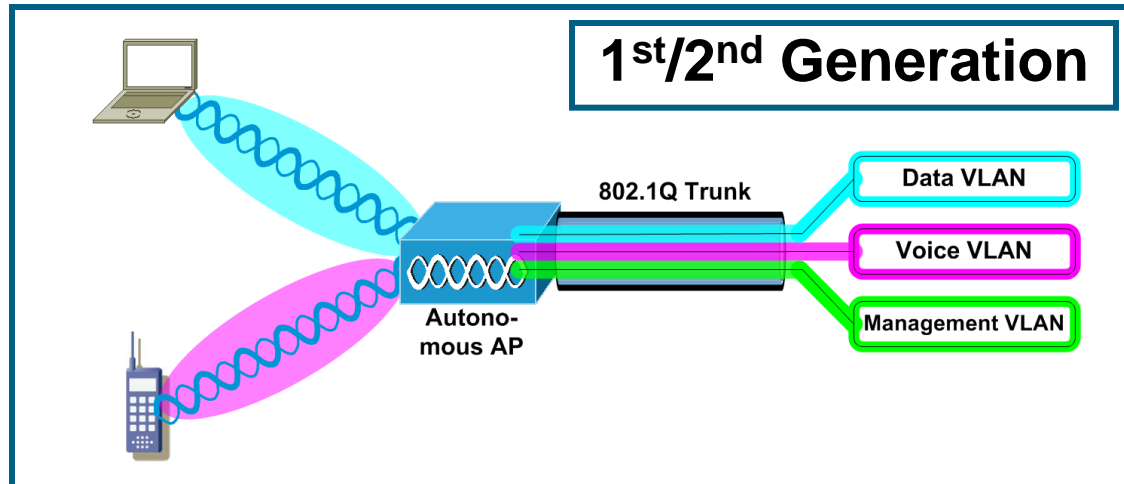 1st/2nd Generation
802.1Q Trunk
Data VLAN
Voice VLAN
Management VLAN
Autono-
mous AP